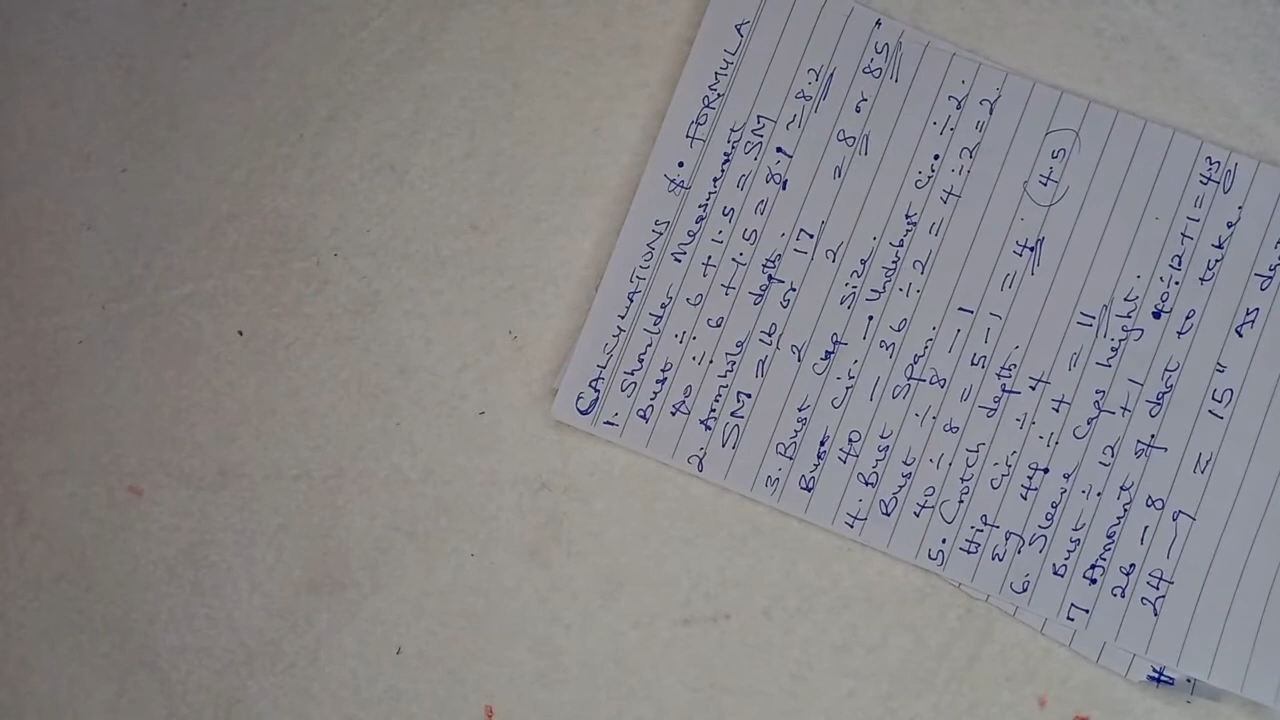 CALCULATIONS & FORMULA
1. Shoulder Measurement
Bust ÷ 6 + 1.5 = SM
40 ÷ 6 + 1.5 = 8.1 ≃ 8.2
2. Armhole depth.
SM = 16/2 or 17/2 = 8 or 8.5"
3. Bust Cap Size.
Bust Cir. - Underbust Cir. ÷ 2.
40 - 36 ÷ 2 = 4 ÷ 2 = 2.
4. Bust Span.
Bust ÷ 8 - 1
40 ÷ 8 = 5 - 1 = 4. (4.5)
5. Crotch depth.
Hip Cir. ÷ 4
Eg 44 ÷ 4 = 11
6. Sleeve Caps height.
Bust ÷ 12 + 1 40 ÷ 12 + 1 = 4.3
7 Amount of dart to take.
26 - 8
24 - 9 = 15" As